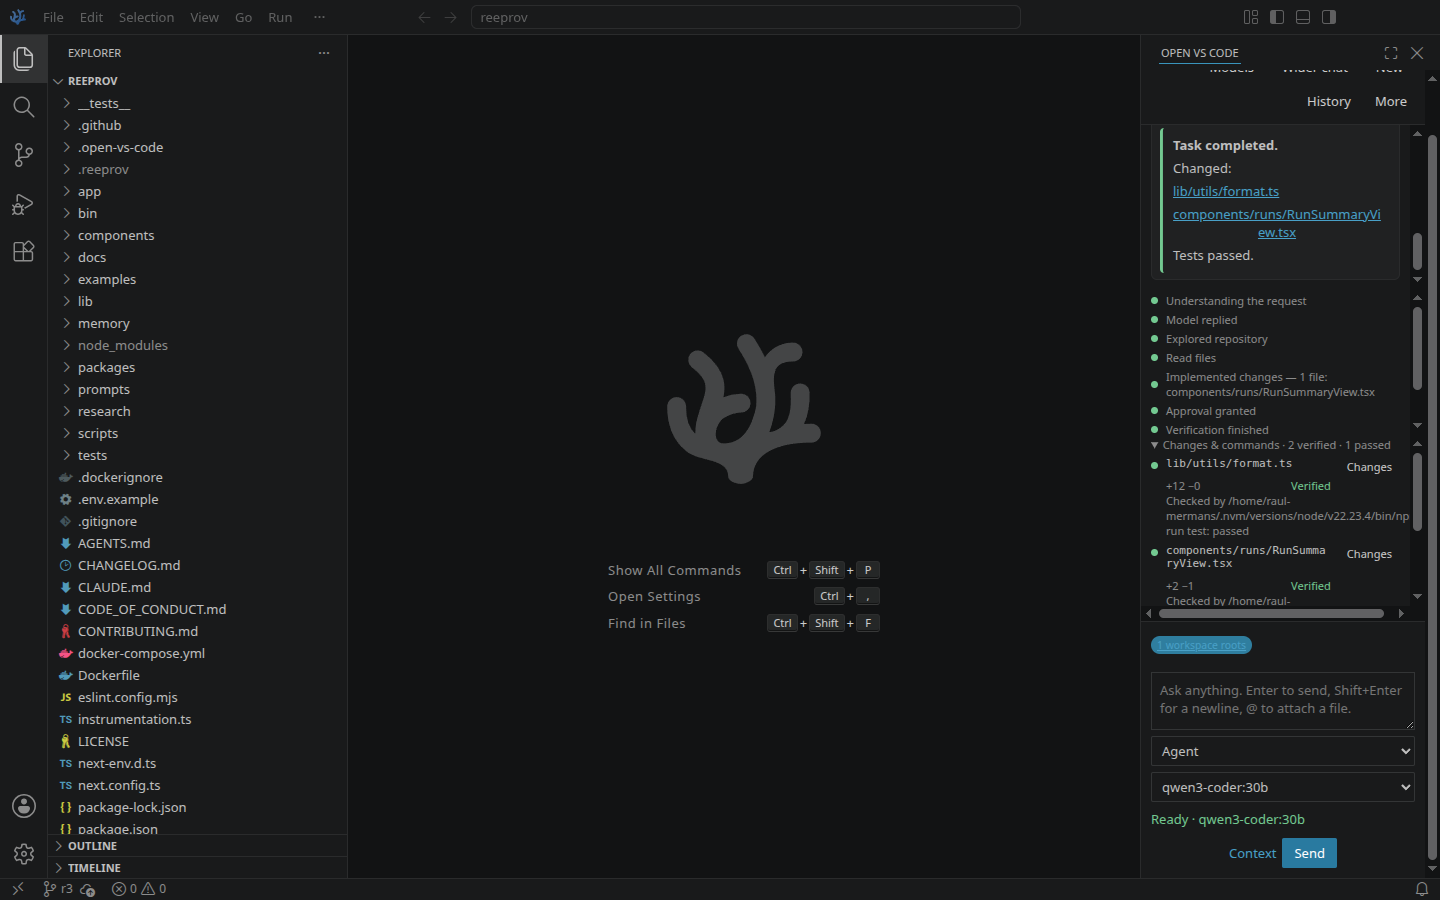 File Edit Selection View Go Run ···
reeprov
EXPLORER
REEPROV
__tests__
.github
.open-vs-code
.reeprov
app
bin
components
docs
examples
lib
memory
node_modules
packages
prompts
research
scripts
tests
.dockerignore
.env.example
.gitignore
AGENTS.md
CHANGELOG.md
CLAUDE.md
CODE_OF_CONDUCT.md
CONTRIBUTING.md
docker-compose.yml
Dockerfile
JS eslint.config.mjs
TS instrumentation.ts
LICENSE
TS next-env.d.ts
TS next.config.ts
{ } package-lock.json
{ } package.json
OUTLINE
TIMELINE
Show All Commands Ctrl + Shift + P
Open Settings Ctrl + ,
Find in Files Ctrl + Shift + F
OPEN VS CODE
Models Wider chat New
History More
Task completed.
Changed:
lib/utils/format.ts
components/runs/RunSummaryVi
ew.tsx
Tests passed.
Understanding the request
Model replied
Explored repository
Read files
Implemented changes — 1 file:
components/runs/RunSummaryView.tsx
Approval granted
Verification finished
Changes & commands · 2 verified · 1 passed
lib/utils/format.ts Changes
+12 −0 Verified
Checked by /home/raul-
mermans/.nvm/versions/node/v22.23.4/bin/np
run test: passed
components/runs/RunSumma
ryView.tsx Changes
+2 −1 Verified
Checked by /home/raul-
1 workspace roots
Ask anything. Enter to send, Shift+Enter
for a newline, @ to attach a file.
Agent
qwen3-coder:30b
Ready · qwen3-coder:30b
Context Send
r3 0 0